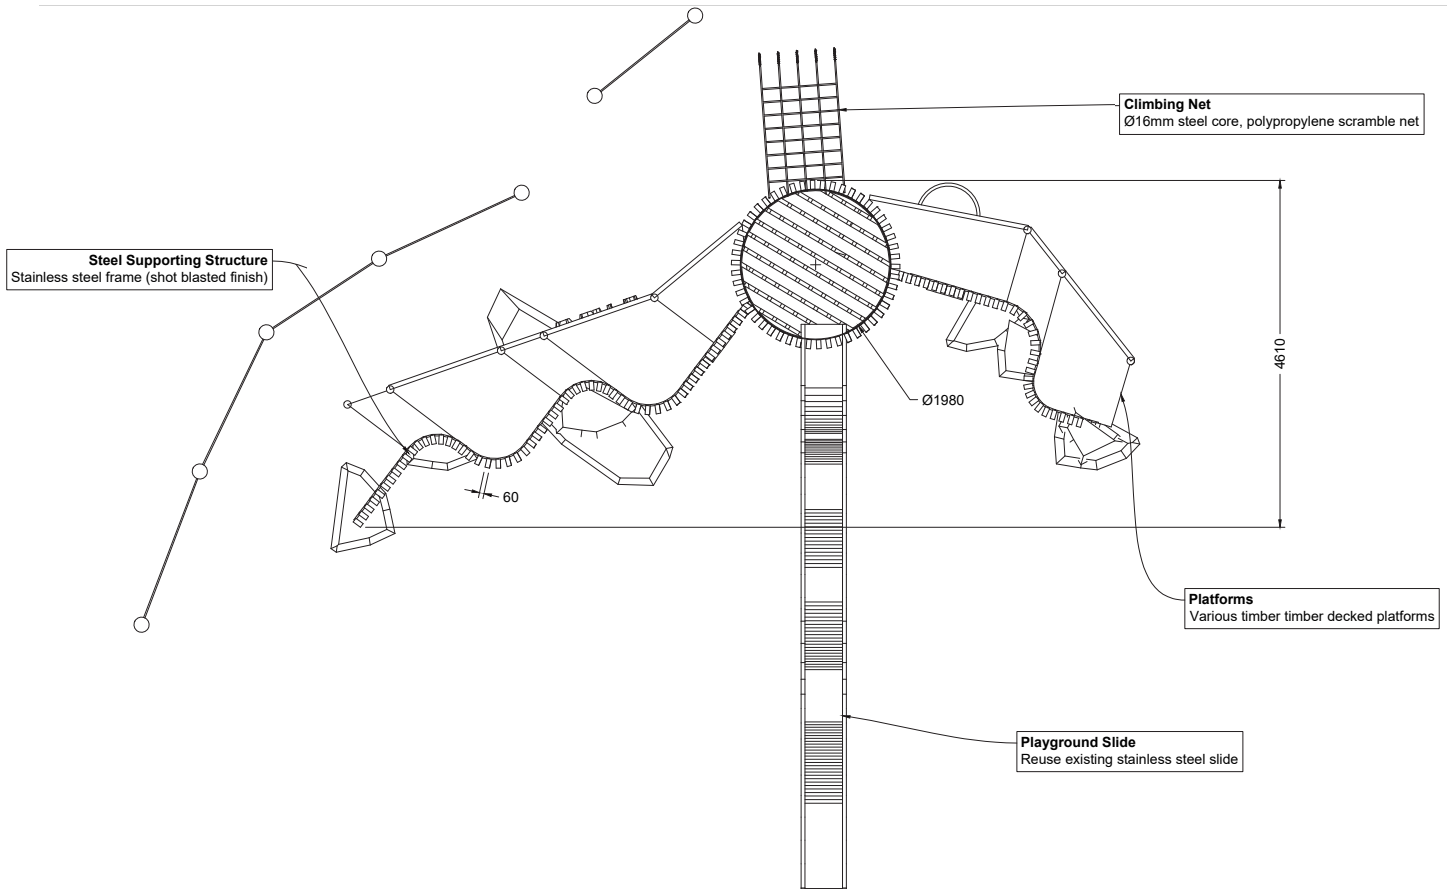 Climbing Net
Ø16mm steel core, polypropylene scramble net
Steel Supporting Structure
Stainless steel frame (shot blasted finish)
4610
Ø1980
60
Platforms
Various timber timber decked platforms
Playground Slide
Reuse existing stainless steel slide